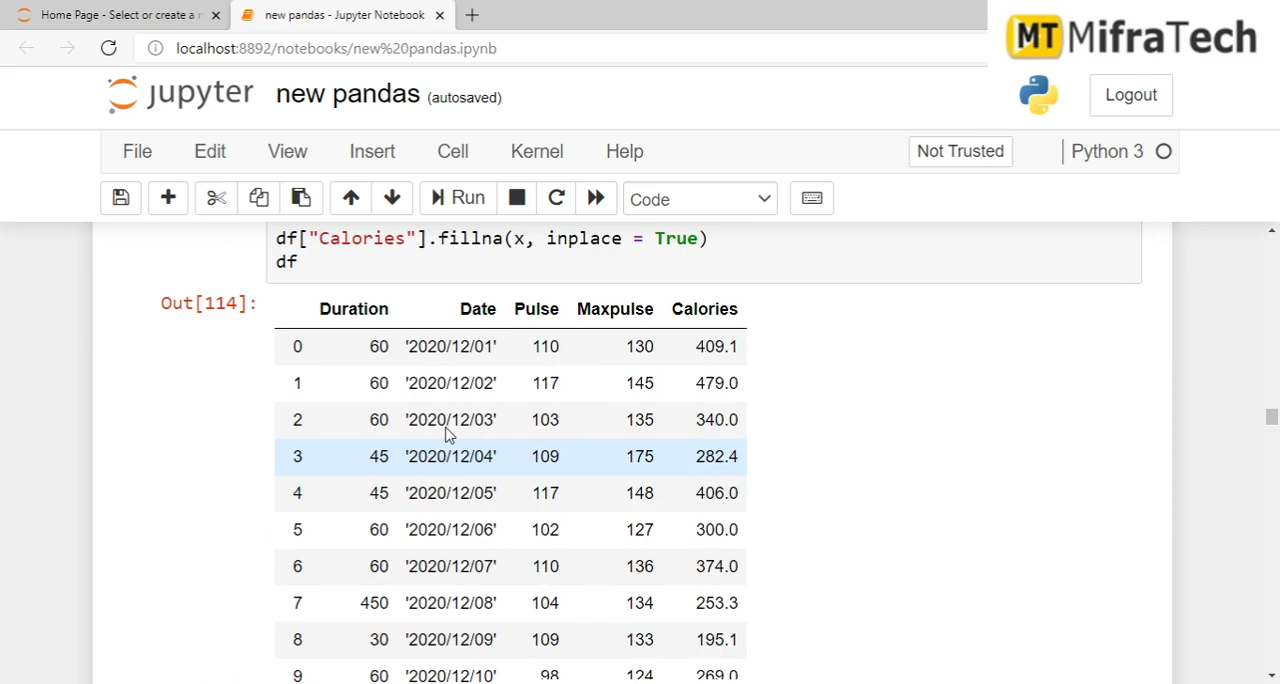 Home Page - Select or create a n
new pandas - Jupyter Notebook
localhost:8892/notebooks/new%20pandas.ipynb
MT MifraTech
jupyter new pandas (autosaved)
Logout
File Edit View Insert Cell Kernel Help
Not Trusted
Python 3
Run
Code
df["Calories"].fillna(x, inplace = True)
df
Out[114]:
Duration Date Pulse Maxpulse Calories
0 60 '2020/12/01' 110 130 409.1
1 60 '2020/12/02' 117 145 479.0
2 60 '2020/12/03' 103 135 340.0
3 45 '2020/12/04' 109 175 282.4
4 45 '2020/12/05' 117 148 406.0
5 60 '2020/12/06' 102 127 300.0
6 60 '2020/12/07' 110 136 374.0
7 450 '2020/12/08' 104 134 253.3
8 30 '2020/12/09' 109 133 195.1
9 60 '2020/12/10' 98 124 269.0